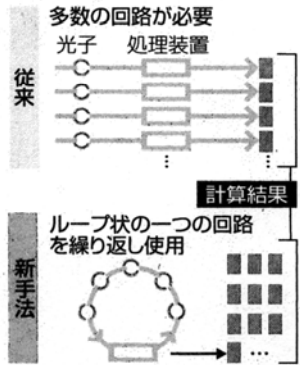 多数の回路が必要
光子 処理装置
従来
計算結果
ループ状の一つの回路
を繰り返し使用
新手法